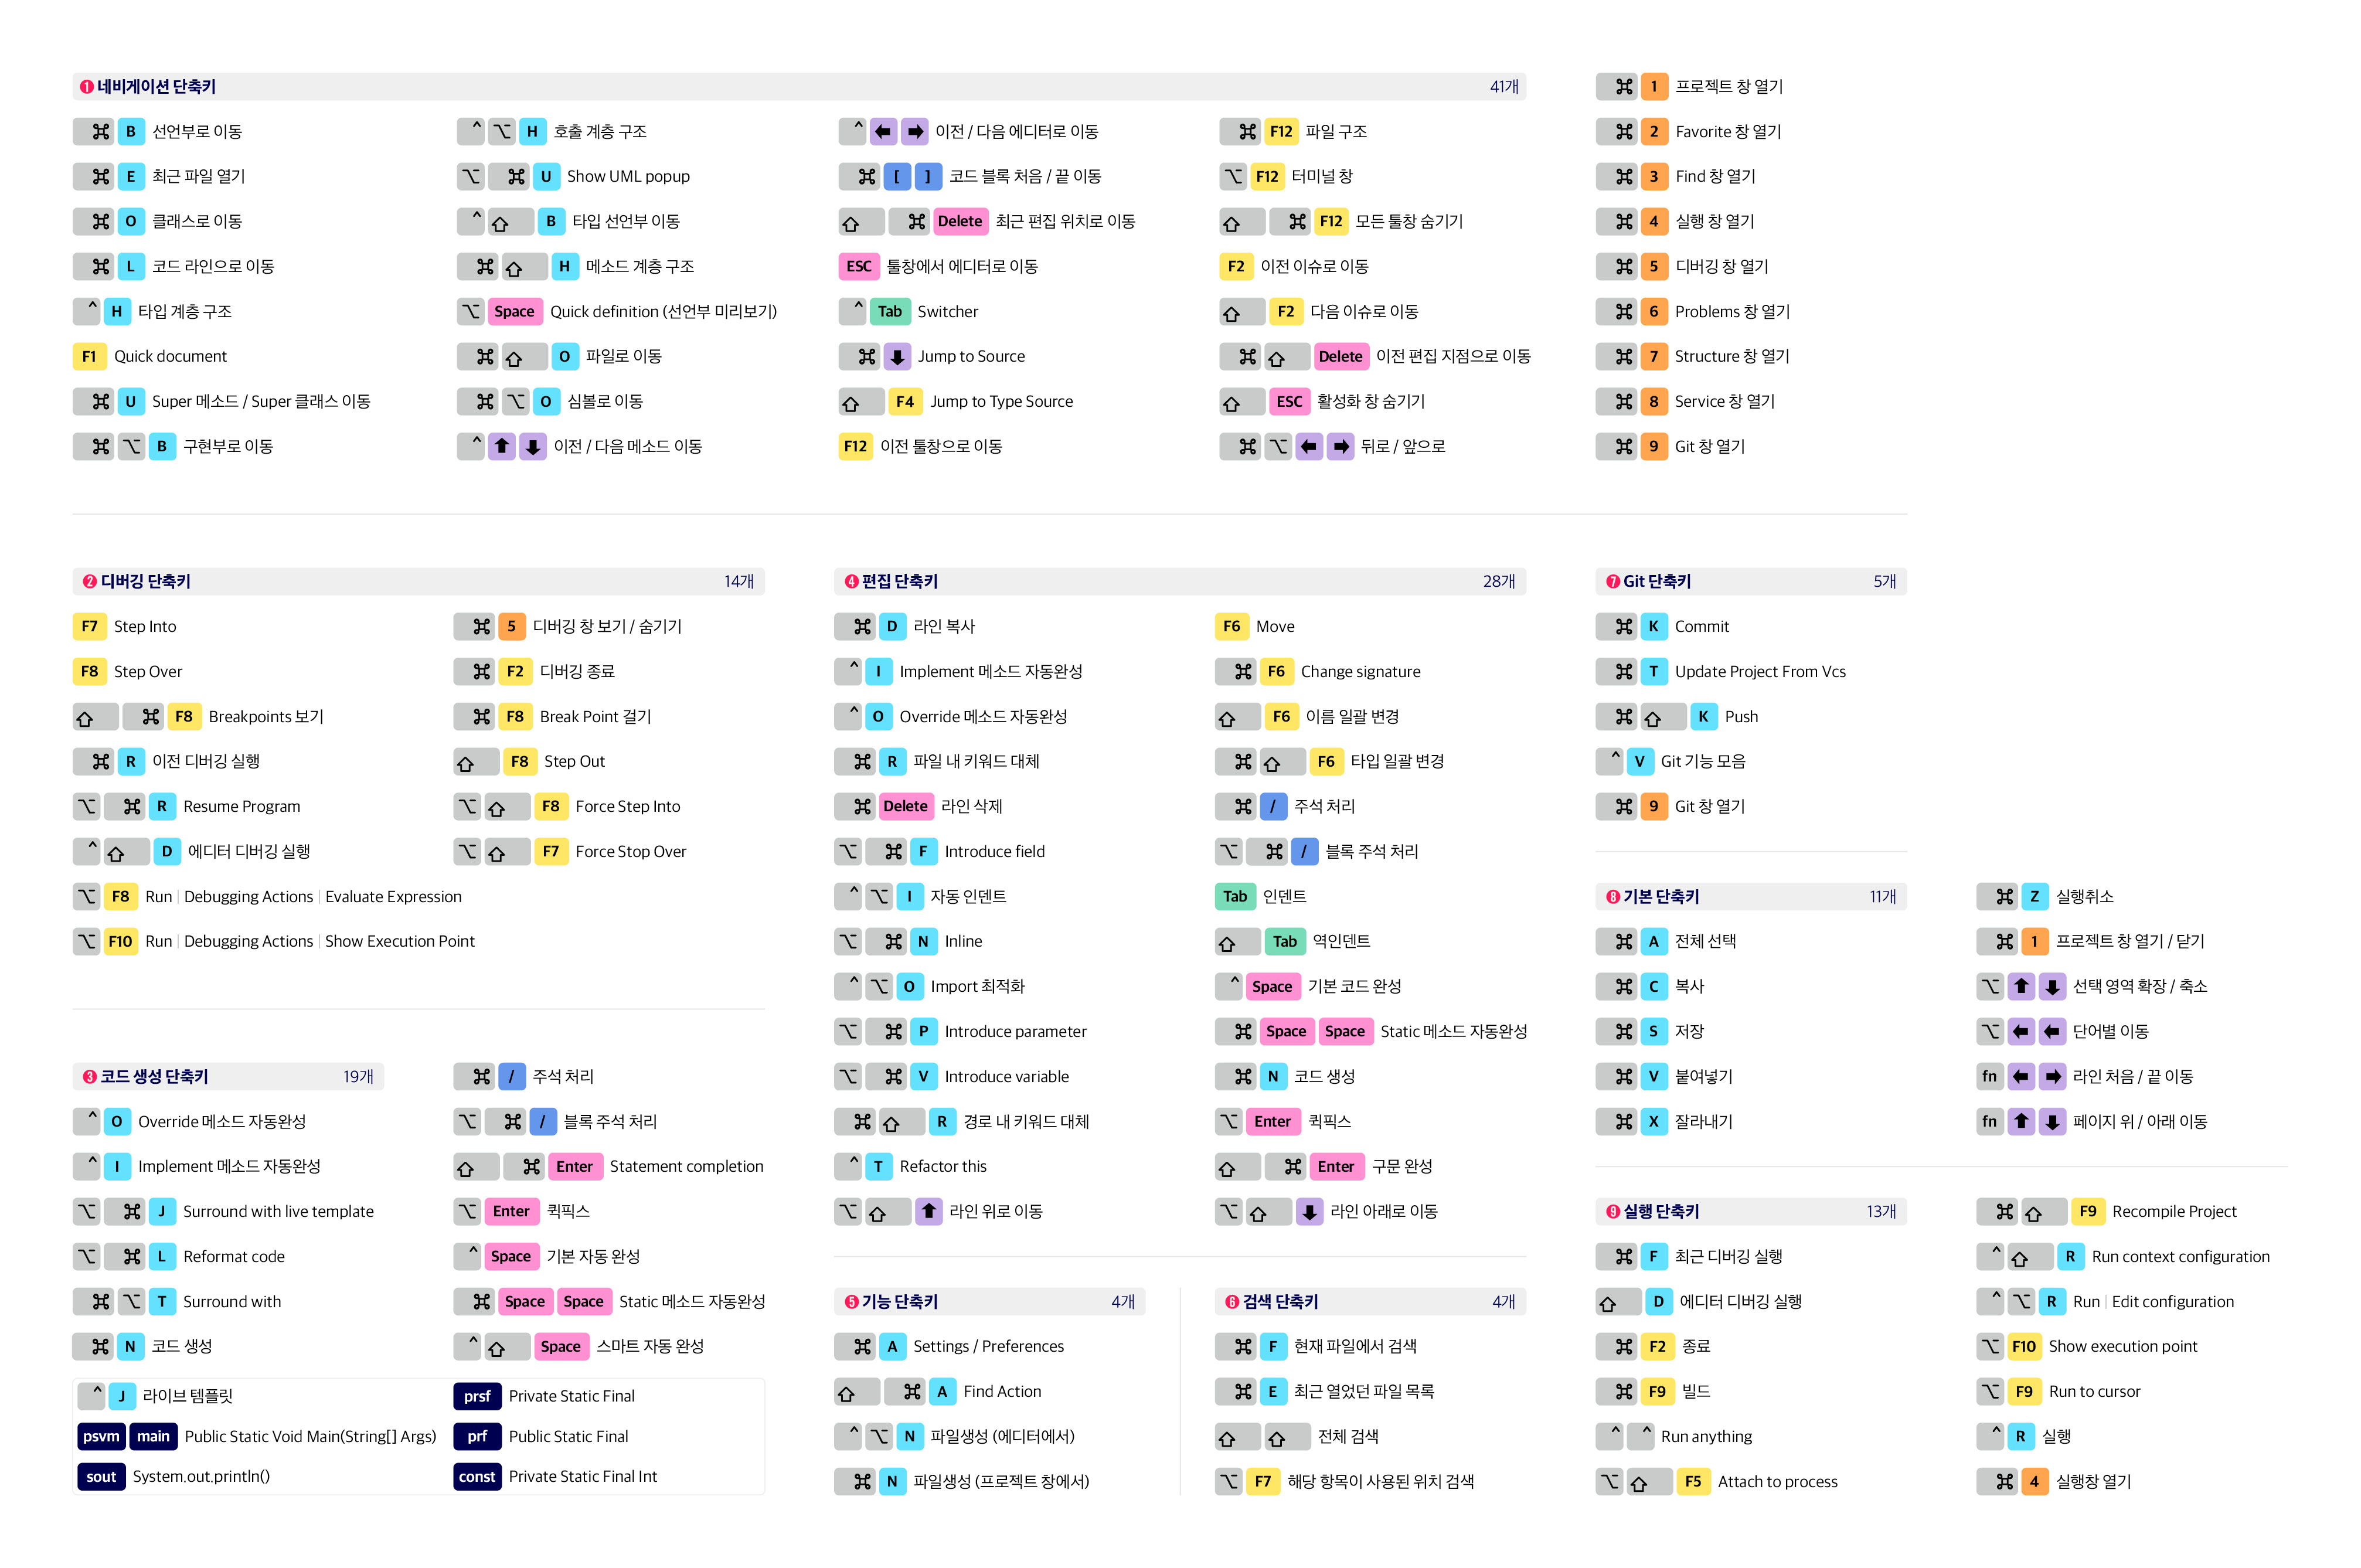 ❶ 네비게이션 단축키 41개
⌘ B 선언부로 이동
⌘ E 최근 파일 열기
⌘ O 클래스로 이동
⌘ L 코드 라인으로 이동
^ H 타입 계층 구조
F1 Quick document
⌘ U Super 메소드 / Super 클래스 이동
⌘ ⌥ B 구현부로 이동
^ ⌥ H 호출 계층 구조
⌥ ⌘ U Show UML popup
^ ⇧ B 타입 선언부 이동
⌘ ⇧ H 메소드 계층 구조
⌥ Space Quick definition (선언부 미리보기)
⌘ ⇧ O 파일로 이동
⌘ ⌥ O 심볼로 이동
^ ⬆ ⬇ 이전 / 다음 메소드 이동
^ ⬅ ➡ 이전 / 다음 에디터로 이동
⌘ [ ] 코드 블록 처음 / 끝 이동
⇧ ⌘ Delete 최근 편집 위치로 이동
ESC 툴창에서 에디터로 이동
^ Tab Switcher
⌘ ⬇ Jump to Source
⇧ F4 Jump to Type Source
F12 이전 툴창으로 이동
⌘ F12 파일 구조
⌥ F12 터미널 창
⇧ ⌘ F12 모든 툴창 숨기기
F2 이전 이슈로 이동
⇧ F2 다음 이슈로 이동
⌘ ⇧ Delete 이전 편집 지점으로 이동
⇧ ESC 활성화 창 숨기기
⌘ ⌥ ⬅ ➡ 뒤로 / 앞으로
⌘ 1 프로젝트 창 열기
⌘ 2 Favorite 창 열기
⌘ 3 Find 창 열기
⌘ 4 실행 창 열기
⌘ 5 디버깅 창 열기
⌘ 6 Problems 창 열기
⌘ 7 Structure 창 열기
⌘ 8 Service 창 열기
⌘ 9 Git 창 열기
❷ 디버깅 단축키 14개
F7 Step Into
F8 Step Over
⇧ ⌘ F8 Breakpoints 보기
⌘ R 이전 디버깅 실행
⌥ ⌘ R Resume Program
^ ⇧ D 에디터 디버깅 실행
⌥ F8 Run | Debugging Actions | Evaluate Expression
⌥ F10 Run | Debugging Actions | Show Execution Point
⌘ 5 디버깅 창 보기 / 숨기기
⌘ F2 디버깅 종료
⌘ F8 Break Point 걸기
⇧ F8 Step Out
⌥ ⇧ F8 Force Step Into
⌥ ⇧ F7 Force Stop Over
❸ 코드 생성 단축키 19개
^ O Override 메소드 자동완성
^ I Implement 메소드 자동완성
⌥ ⌘ J Surround with live template
⌥ ⌘ L Reformat code
⌘ ⌥ T Surround with
⌘ N 코드 생성
⌘ / 주석 처리
⌥ ⌘ / 블록 주석 처리
⇧ ⌘ Enter Statement completion
⌥ Enter 퀵픽스
^ Space 기본 자동 완성
⌘ Space Space Static 메소드 자동완성
^ ⇧ Space 스마트 자동 완성
^ J 라이브 템플릿
psvm main Public Static Void Main(String[] Args)
sout System.out.println()
prsf Private Static Final
prf Public Static Final
const Private Static Final Int
❹ 편집 단축키 28개
⌘ D 라인 복사
^ I Implement 메소드 자동완성
^ O Override 메소드 자동완성
⌘ R 파일 내 키워드 대체
⌘ Delete 라인 삭제
⌥ ⌘ F Introduce field
^ ⌥ I 자동 인덴트
⌥ ⌘ N Inline
^ ⌥ O Import 최적화
⌥ ⌘ P Introduce parameter
⌥ ⌘ V Introduce variable
⌘ ⇧ R 경로 내 키워드 대체
^ T Refactor this
⌥ ⇧ ⬆ 라인 위로 이동
F6 Move
⌘ F6 Change signature
⇧ F6 이름 일괄 변경
⌘ ⇧ F6 타입 일괄 변경
⌘ / 주석 처리
⌥ ⌘ / 블록 주석 처리
Tab 인덴트
⇧ Tab 역인덴트
^ Space 기본 코드 완성
⌘ Space Space Static 메소드 자동완성
⌘ N 코드 생성
⌥ Enter 퀵픽스
⇧ ⌘ Enter 구문 완성
⌥ ⇧ ⬇ 라인 아래로 이동
❺ 기능 단축키 4개
⌘ A Settings / Preferences
⇧ ⌘ A Find Action
^ ⌥ N 파일생성 (에디터에서)
⌘ N 파일생성 (프로젝트 창에서)
❻ 검색 단축키 4개
⌘ F 현재 파일에서 검색
⌘ E 최근 열었던 파일 목록
⇧ ⇧ 전체 검색
⌥ F7 해당 항목이 사용된 위치 검색
❼ Git 단축키 5개
⌘ K Commit
⌘ T Update Project From Vcs
⌘ ⇧ K Push
^ V Git 기능 모음
⌘ 9 Git 창 열기
❽ 기본 단축키 11개
⌘ A 전체 선택
⌘ C 복사
⌘ S 저장
⌘ V 붙여넣기
⌘ X 잘라내기
⌘ Z 실행취소
⌘ 1 프로젝트 창 열기 / 닫기
⌥ ⬆ ⬇ 선택 영역 확장 / 축소
⌥ ⬅ ⬅ 단어별 이동
fn ⬅ ➡ 라인 처음 / 끝 이동
fn ⬆ ⬇ 페이지 위 / 아래 이동
❾ 실행 단축키 13개
⌘ F 최근 디버깅 실행
⇧ D 에디터 디버깅 실행
⌘ F2 종료
⌘ F9 빌드
^ ^ Run anything
⌥ ⇧ F5 Attach to process
⌘ ⇧ F9 Recompile Project
^ ⇧ R Run context configuration
^ ⌥ R Run | Edit configuration
⌥ F10 Show execution point
⌥ F9 Run to cursor
^ R 실행
⌘ 4 실행창 열기